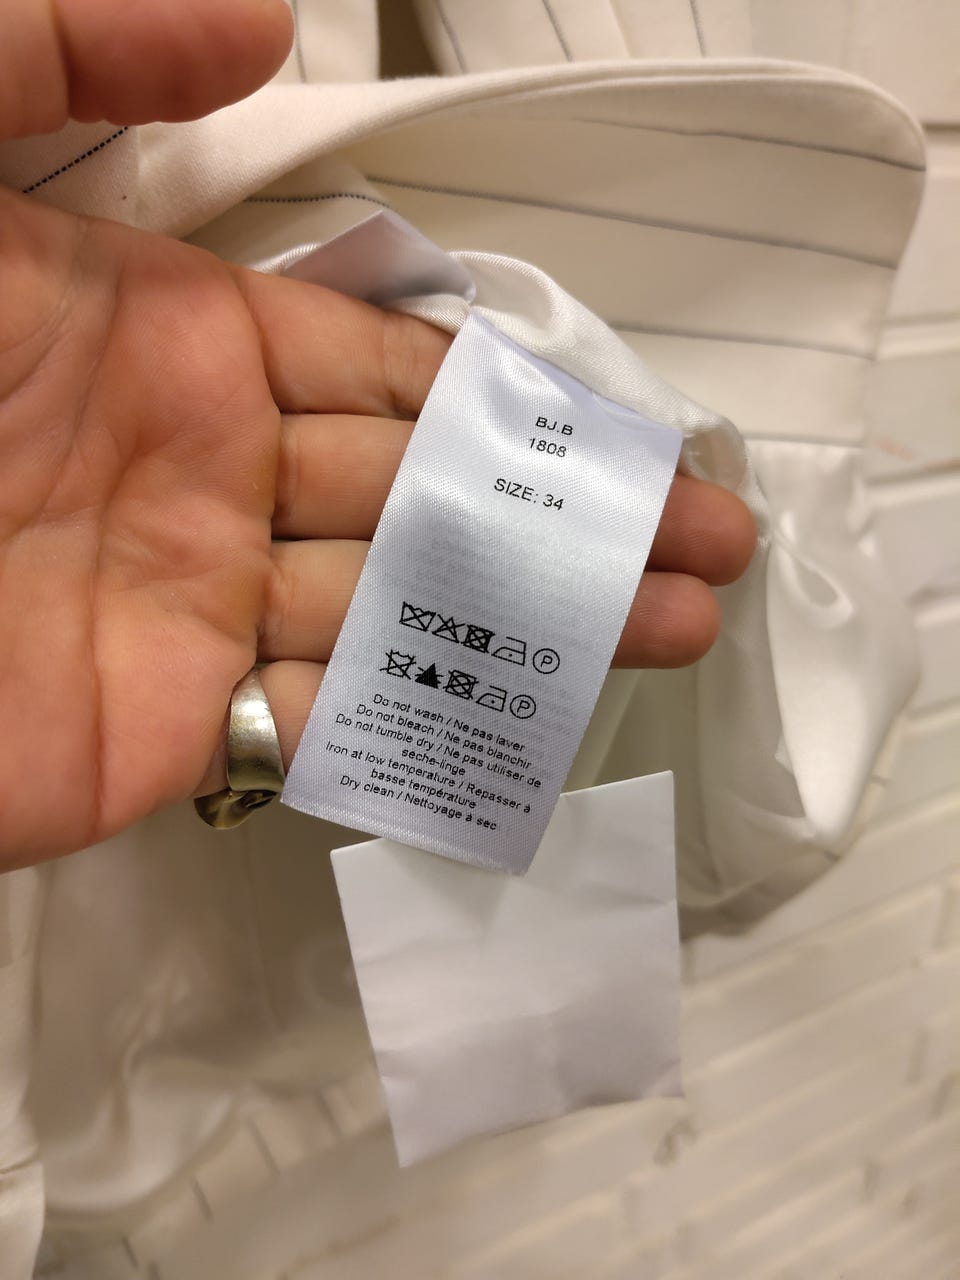 BJ.B
1808
SIZE: 34
P
P
Do not wash / Ne pas laver
Do not bleach / Ne pas blanchir
Do not tumble dry / Ne pas utiliser de
seche-linge
Iron at low temperature / Repasser à
basse température
Dry clean / Nettoyage à sec